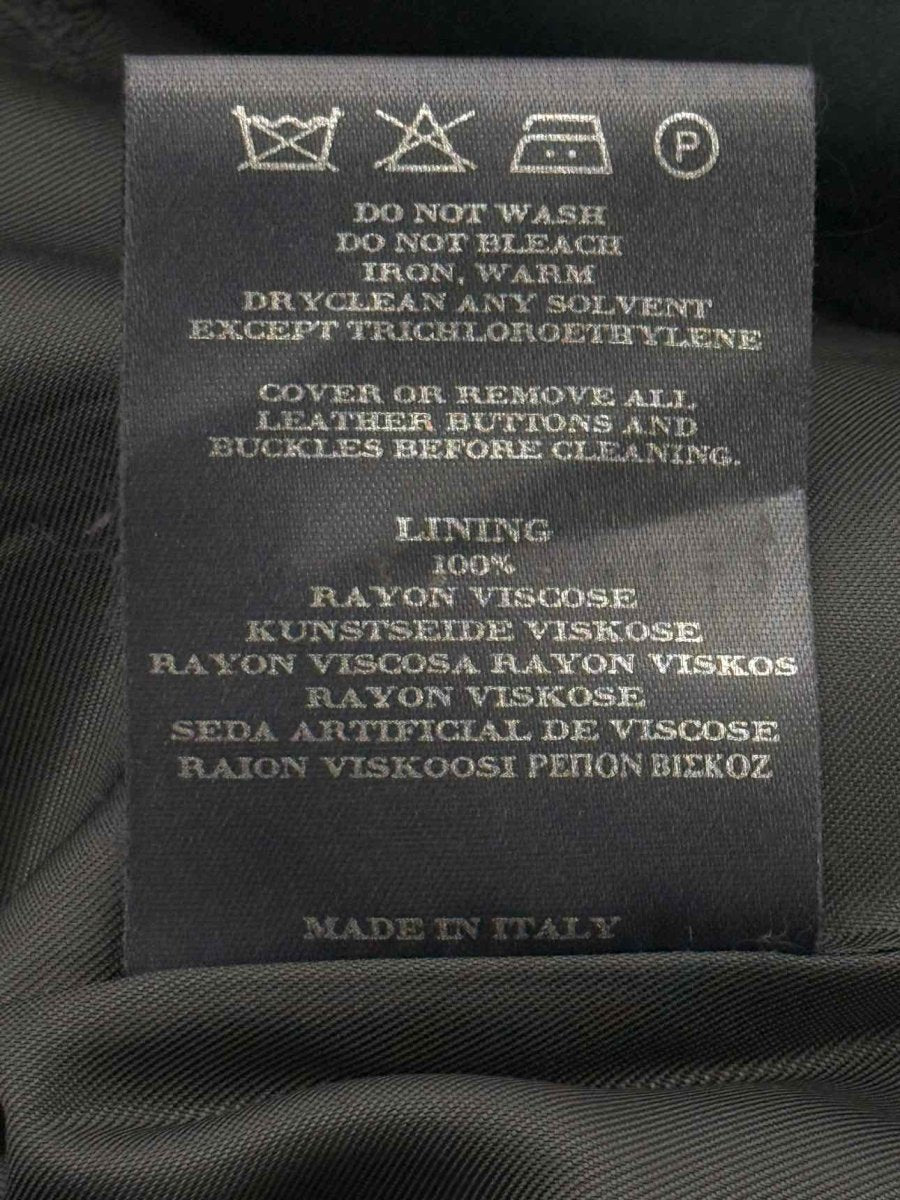 P
DO NOT WASH
DO NOT BLEACH
IRON, WARM
DRYCLEAN ANY SOLVENT
EXCEPT TRICHLOROETHYLENE
COVER OR REMOVE ALL
LEATHER BUTTONS AND
BUCKLES BEFORE CLEANING.
LINING
100%
RAYON VISCOSE
KUNSTSEIDE VISKOSE
RAYON VISCOSA RAYON VISKOS
RAYON VISKOSE
SEDA ARTIFICIAL DE VISCOSE
RAION VISKOOSI ΡΕΠΟΝ ΒΙΣΚΟΖ
MADE IN ITALY